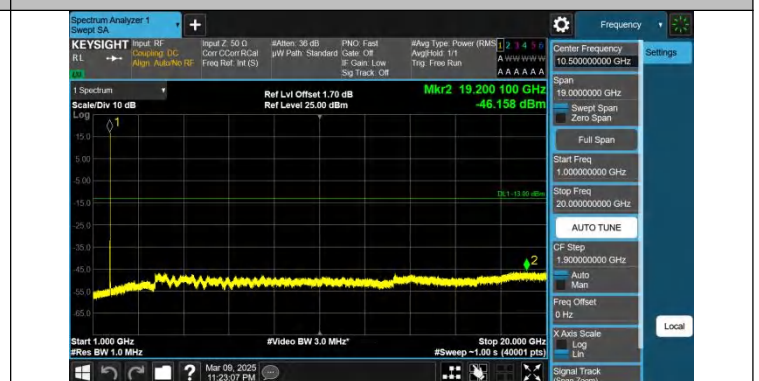 Spectrum Analyzer 1
Swept SA
Frequency
KEYSIGHT
RL
Input: RF
Coupling: DC
Align: Auto/No RF
Input Z: 50 Ω
Corr CCorr RCal
Freq Ref: Int (S)
#Atten: 36 dB
µW Path: Standard
PNO: Fast
Gate: Off
IF Gain: Low
Sig Track: Off
#Avg Type: Power (RMS
Avg|Hold: 1/1
Trig: Free Run
1 2 3 4 5 6
A W W W W W
A A A A A A
1 Spectrum
Scale/Div 10 dB
Log
Ref Lvl Offset 1.70 dB
Ref Level 25.00 dBm
Mkr2 19.200 100 GHz
-46.158 dBm
1
15.0
5.00
-5.00
-15.0
-25.0
-35.0
-45.0
-55.0
-65.0
DL1 -13.00 dBm
2
Start 1.000 GHz
#Res BW 1.0 MHz
#Video BW 3.0 MHz*
Stop 20.000 GHz
#Sweep ~1.00 s (40001 pts)
Center Frequency
10.500000000 GHz
Settings
Span
19.0000000 GHz
Swept Span
Zero Span
Full Span
Start Freq
1.000000000 GHz
Stop Freq
20.000000000 GHz
AUTO TUNE
CF Step
1.900000000 GHz
Auto
Man
Freq Offset
0 Hz
X Axis Scale
Log
Lin
Local
Signal Track
(Span Zoom)
?
Mar 09, 2025
11:23:07 PM